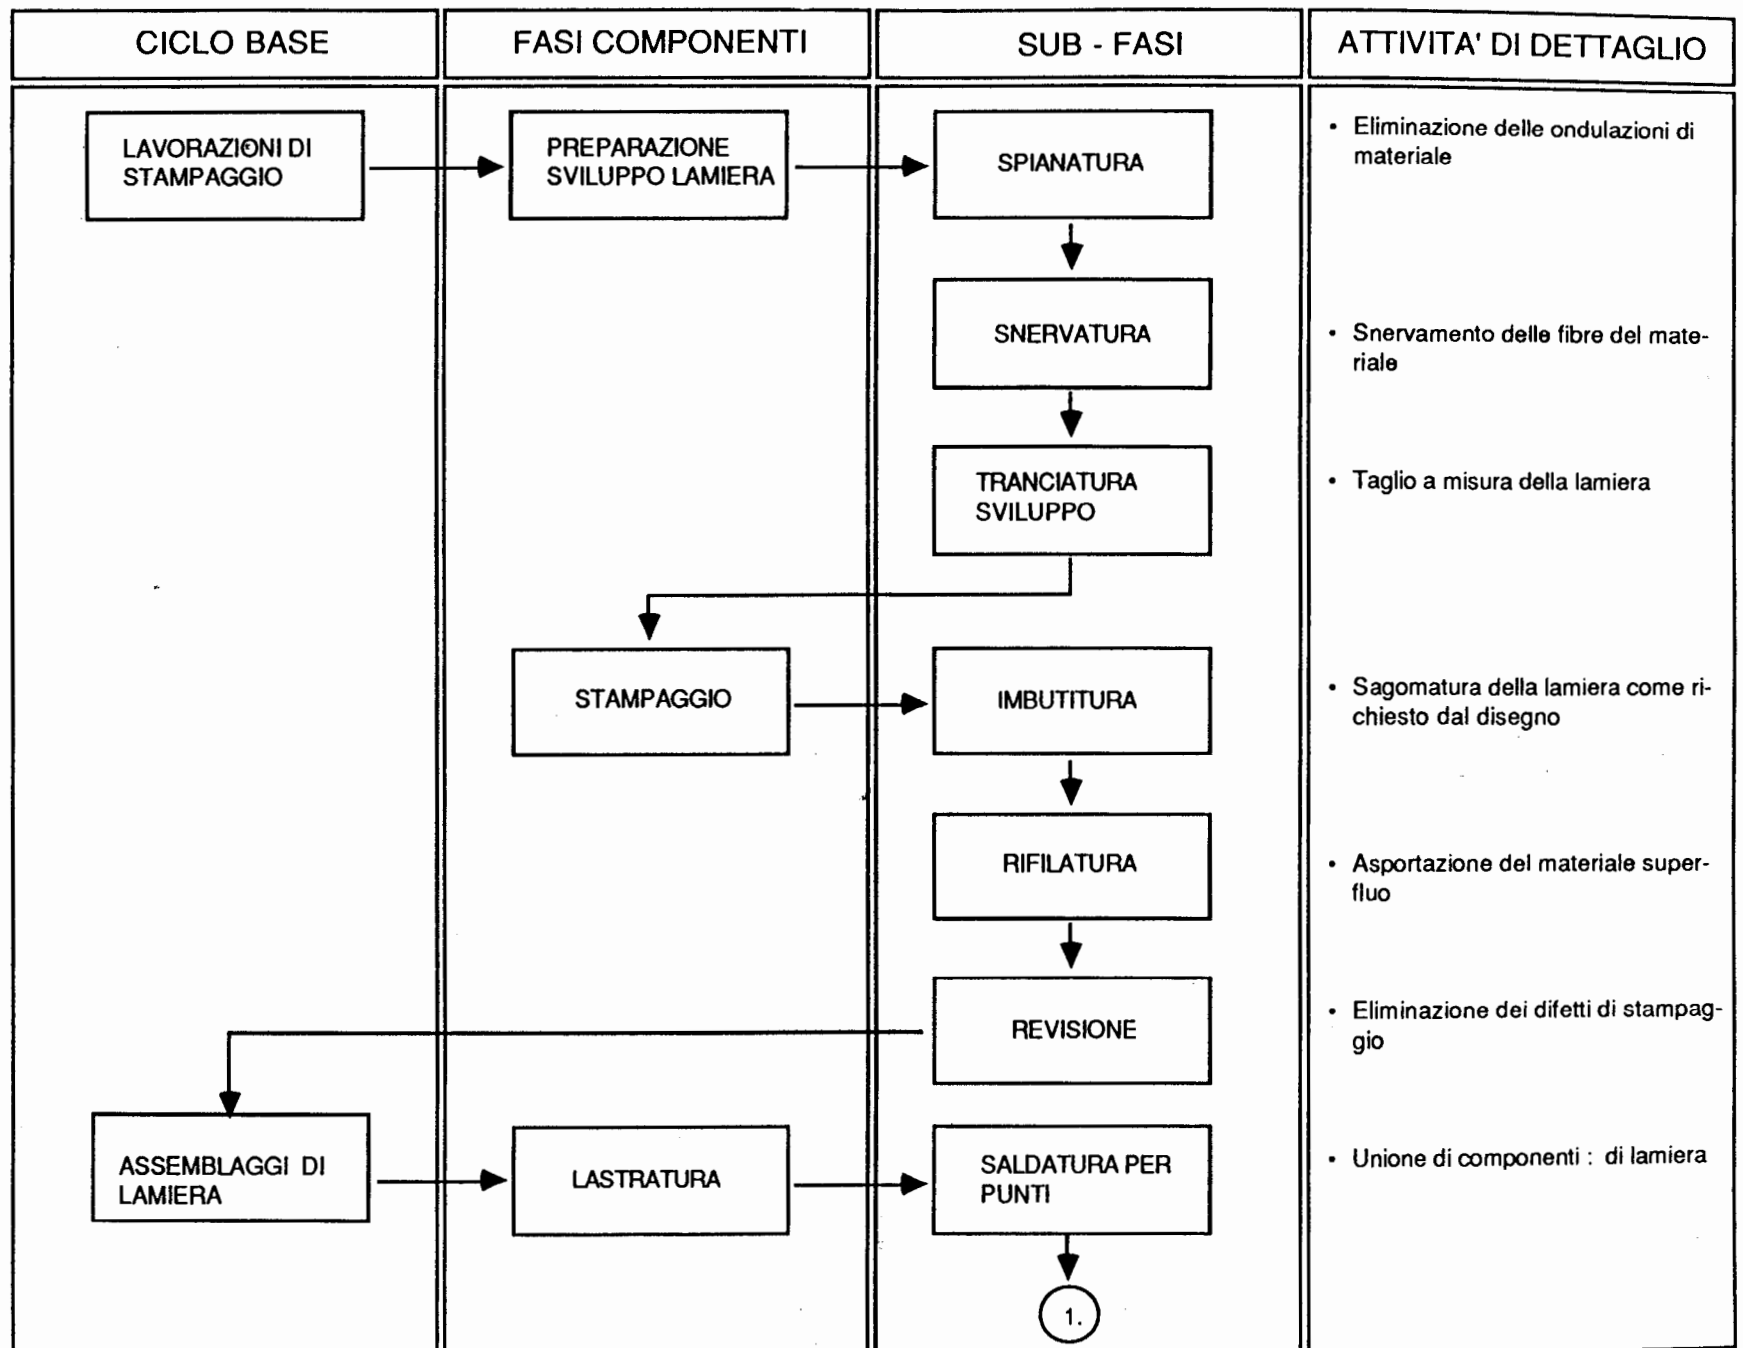 CICLO BASE
FASI COMPONENTI
SUB - FASI
ATTIVITA' DI DETTAGLIO
LAVORAZIONI DI
STAMPAGGIO
PREPARAZIONE
SVILUPPO LAMIERA
SPIANATURA
• Eliminazione delle ondulazioni di
materiale
SNERVATURA
• Snervamento delle fibre del mate-
riale
TRANCIATURA
SVILUPPO
• Taglio a misura della lamiera
STAMPAGGIO
IMBUTITURA
• Sagomatura della lamiera come ri-
chiesto dal disegno
RIFILATURA
• Asportazione del materiale super-
fluo
REVISIONE
• Eliminazione dei difetti di stampag-
gio
ASSEMBLAGGI DI
LAMIERA
LASTRATURA
SALDATURA PER
PUNTI
• Unione di componenti : di lamiera
1.